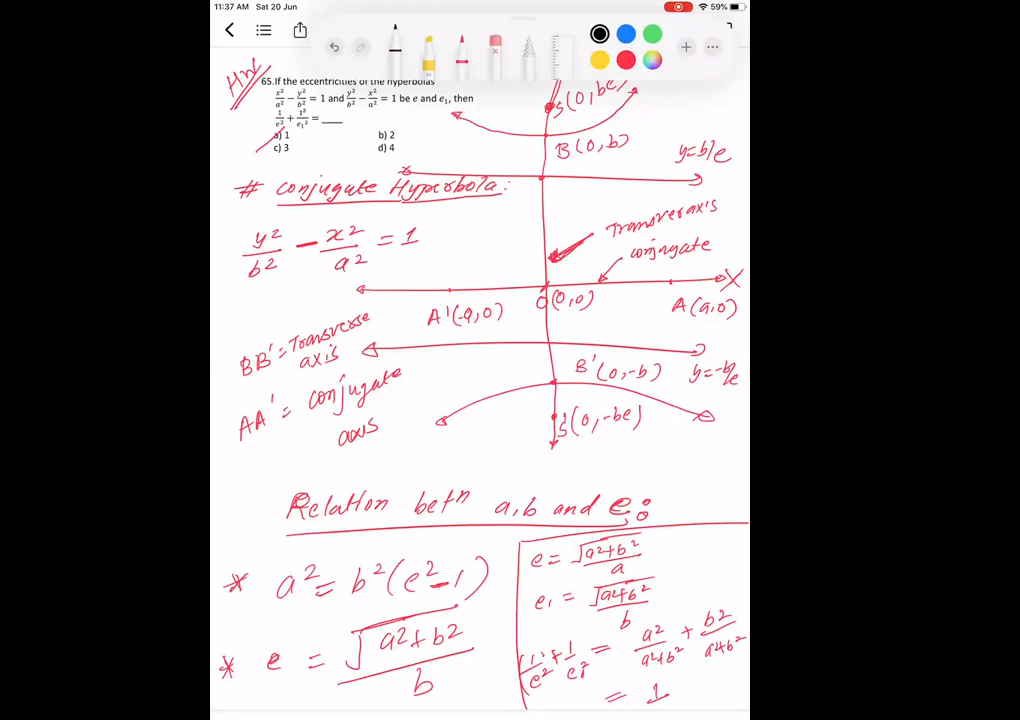 11:37 AM Sat 20 Jun 59%
HW
65.If the eccentricities of the hyperbolas
x²/a² − y²/b² = 1 and y²/b² − x²/a² = 1 be e and e₁, then
1/e² + 1/e₁² = ____
a) 1 b) 2
c) 3 d) 4
S(0, be)
B(0, b)
y=b/e
# conjugate Hyperbola:
y²/b² − x²/a² = 1
Transver axis
conjugate
X
A'(-a,0) O(0,0) A(a,0)
BB' = Transverse axis
B'(0,-b) y=-b/e
AA' = conjugate axis
S'(0,-be)
Relation betⁿ a,b and e:
* a² = b²(e²-1)
* e = √(a²+b²)/b
e = √(a²+b²)/a
e₁ = √(a²+b²)/b
1/e² + 1/e₁² = a²/(a²+b²) + b²/(a²+b²)
= 1